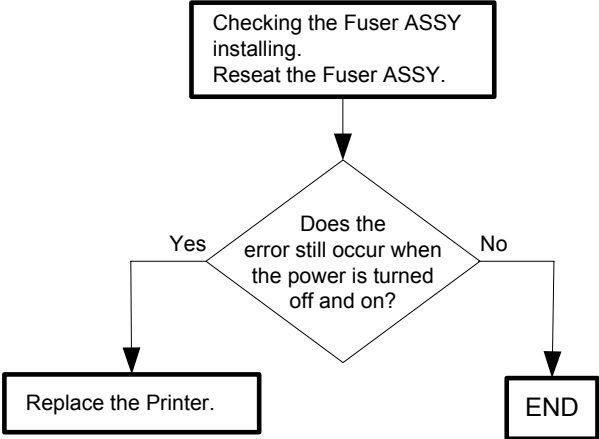 Checking the Fuser ASSY
installing.
Reseat the Fuser ASSY.
Does the
error still occur when
the power is turned
off and on?
Yes
No
Replace the Printer.
END